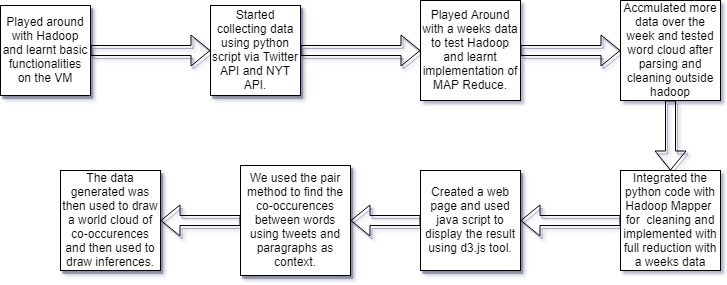 Played around
with Hadoop
and learnt basic
functionalities
on the VM
Started
collecting data
using python
script via Twitter
API and NYT
API.
Played Around
with a weeks data
to test Hadoop
and learnt
implementation of
MAP Reduce.
Accmulated more
data over the
week and tested
word cloud after
parsing and
cleaning outside
hadoop
Integrated the
python code with
Hadoop Mapper
for cleaning and
implemented with
full reduction with
a weeks data
Created a web
page and used
java script to
display the result
using d3.js tool.
We used the pair
method to find the
co-occurences
between words
using tweets and
paragraphs as
context.
The data
generated was
then used to draw
a world cloud of
co-occurences
and then used to
draw inferences.